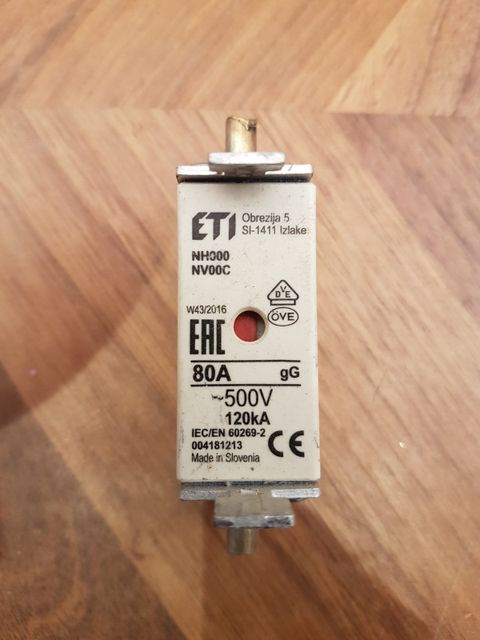 ETI Obrezija 5
SI-1411 Izlake
NH000
NV00C
DVE
W43/2016
ÖVE
EAC
80A gG
~500V
120kA
IEC/EN 60269-2
004181213
Made in Slovenia CE